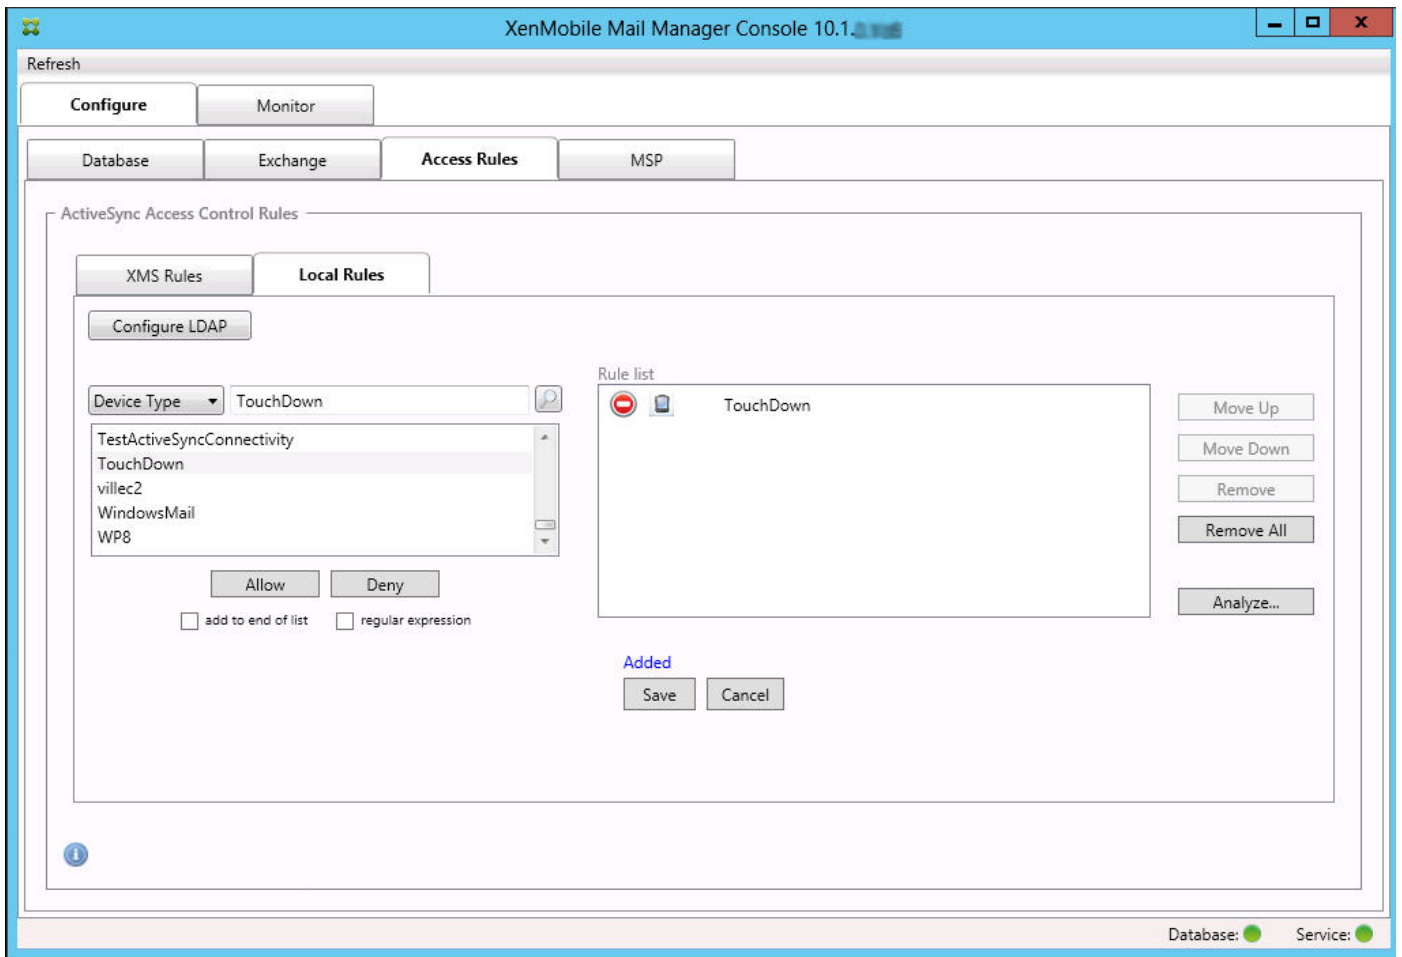 XenMobile Mail Manager Console 10.1.
X
Refresh
Configure
Monitor
Database
Exchange
Access Rules
MSP
ActiveSync Access Control Rules
XMS Rules
Local Rules
Configure LDAP
Rule list
Device Type
TouchDown
TouchDown
TestActiveSyncConnectivity
TouchDown
villec2
WindowsMail
WP8
Move Up
Move Down
Remove
Remove All
Allow
Deny
Analyze...
add to end of list
regular expression
Added
Save
Cancel
Database:
Service: